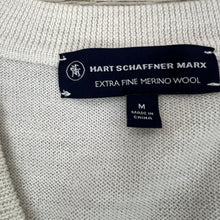 HART SCHAFFNER MARX
EXTRA FINE MERINO WOOL
M
MADE IN
CHINA